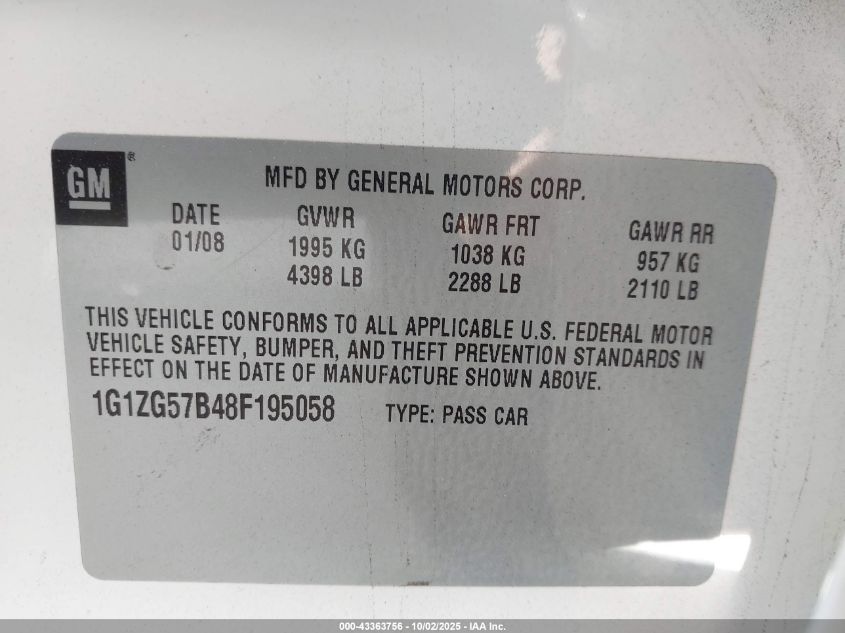 GM®
MFD BY GENERAL MOTORS CORP.
DATE GVWR GAWR FRT GAWR RR
01/08 1995 KG 1038 KG 957 KG
4398 LB 2288 LB 2110 LB
THIS VEHICLE CONFORMS TO ALL APPLICABLE U.S. FEDERAL MOTOR
VEHICLE SAFETY, BUMPER, AND THEFT PREVENTION STANDARDS IN
EFFECT ON THE DATE OF MANUFACTURE SHOWN ABOVE.
1G1ZG57B48F195058 TYPE: PASS CAR
000-43363756 - 10/02/2025 - IAA Inc.